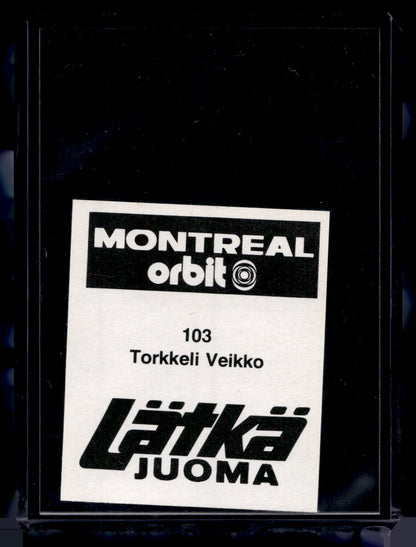 MONTREAL
orbit
103
Torkkeli Veikko
Lätkä
JUOMA